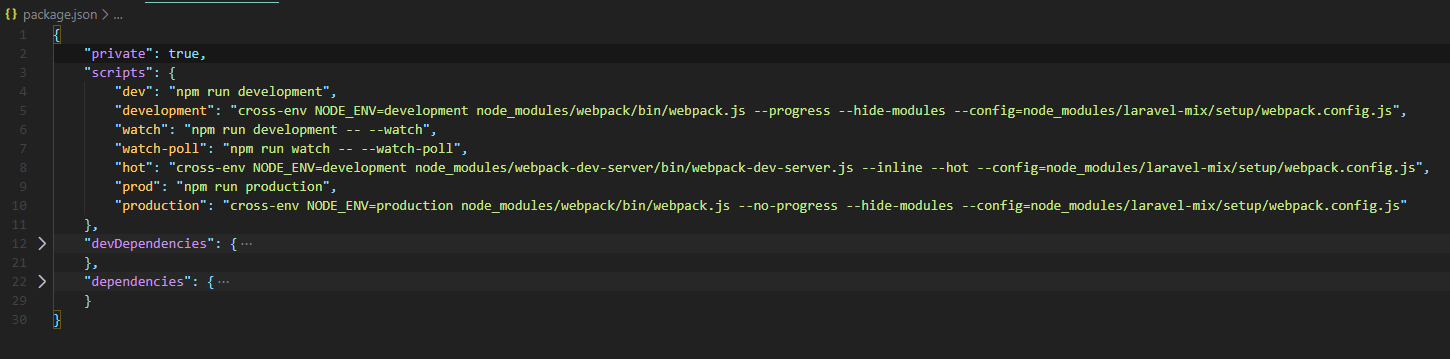 {} package.json > ...
1 {
2 "private": true,
3 "scripts": {
4 "dev": "npm run development",
5 "development": "cross-env NODE_ENV=development node_modules/webpack/bin/webpack.js --progress --hide-modules --config=node_modules/laravel-mix/setup/webpack.config.js",
6 "watch": "npm run development -- --watch",
7 "watch-poll": "npm run watch -- --watch-poll",
8 "hot": "cross-env NODE_ENV=development node_modules/webpack-dev-server/bin/webpack-dev-server.js --inline --hot --config=node_modules/laravel-mix/setup/webpack.config.js",
9 "prod": "npm run production",
10 "production": "cross-env NODE_ENV=production node_modules/webpack/bin/webpack.js --no-progress --hide-modules --config=node_modules/laravel-mix/setup/webpack.config.js"
11 },
12 > "devDependencies": { ...
21 },
22 > "dependencies": { ...
29 }
30 }